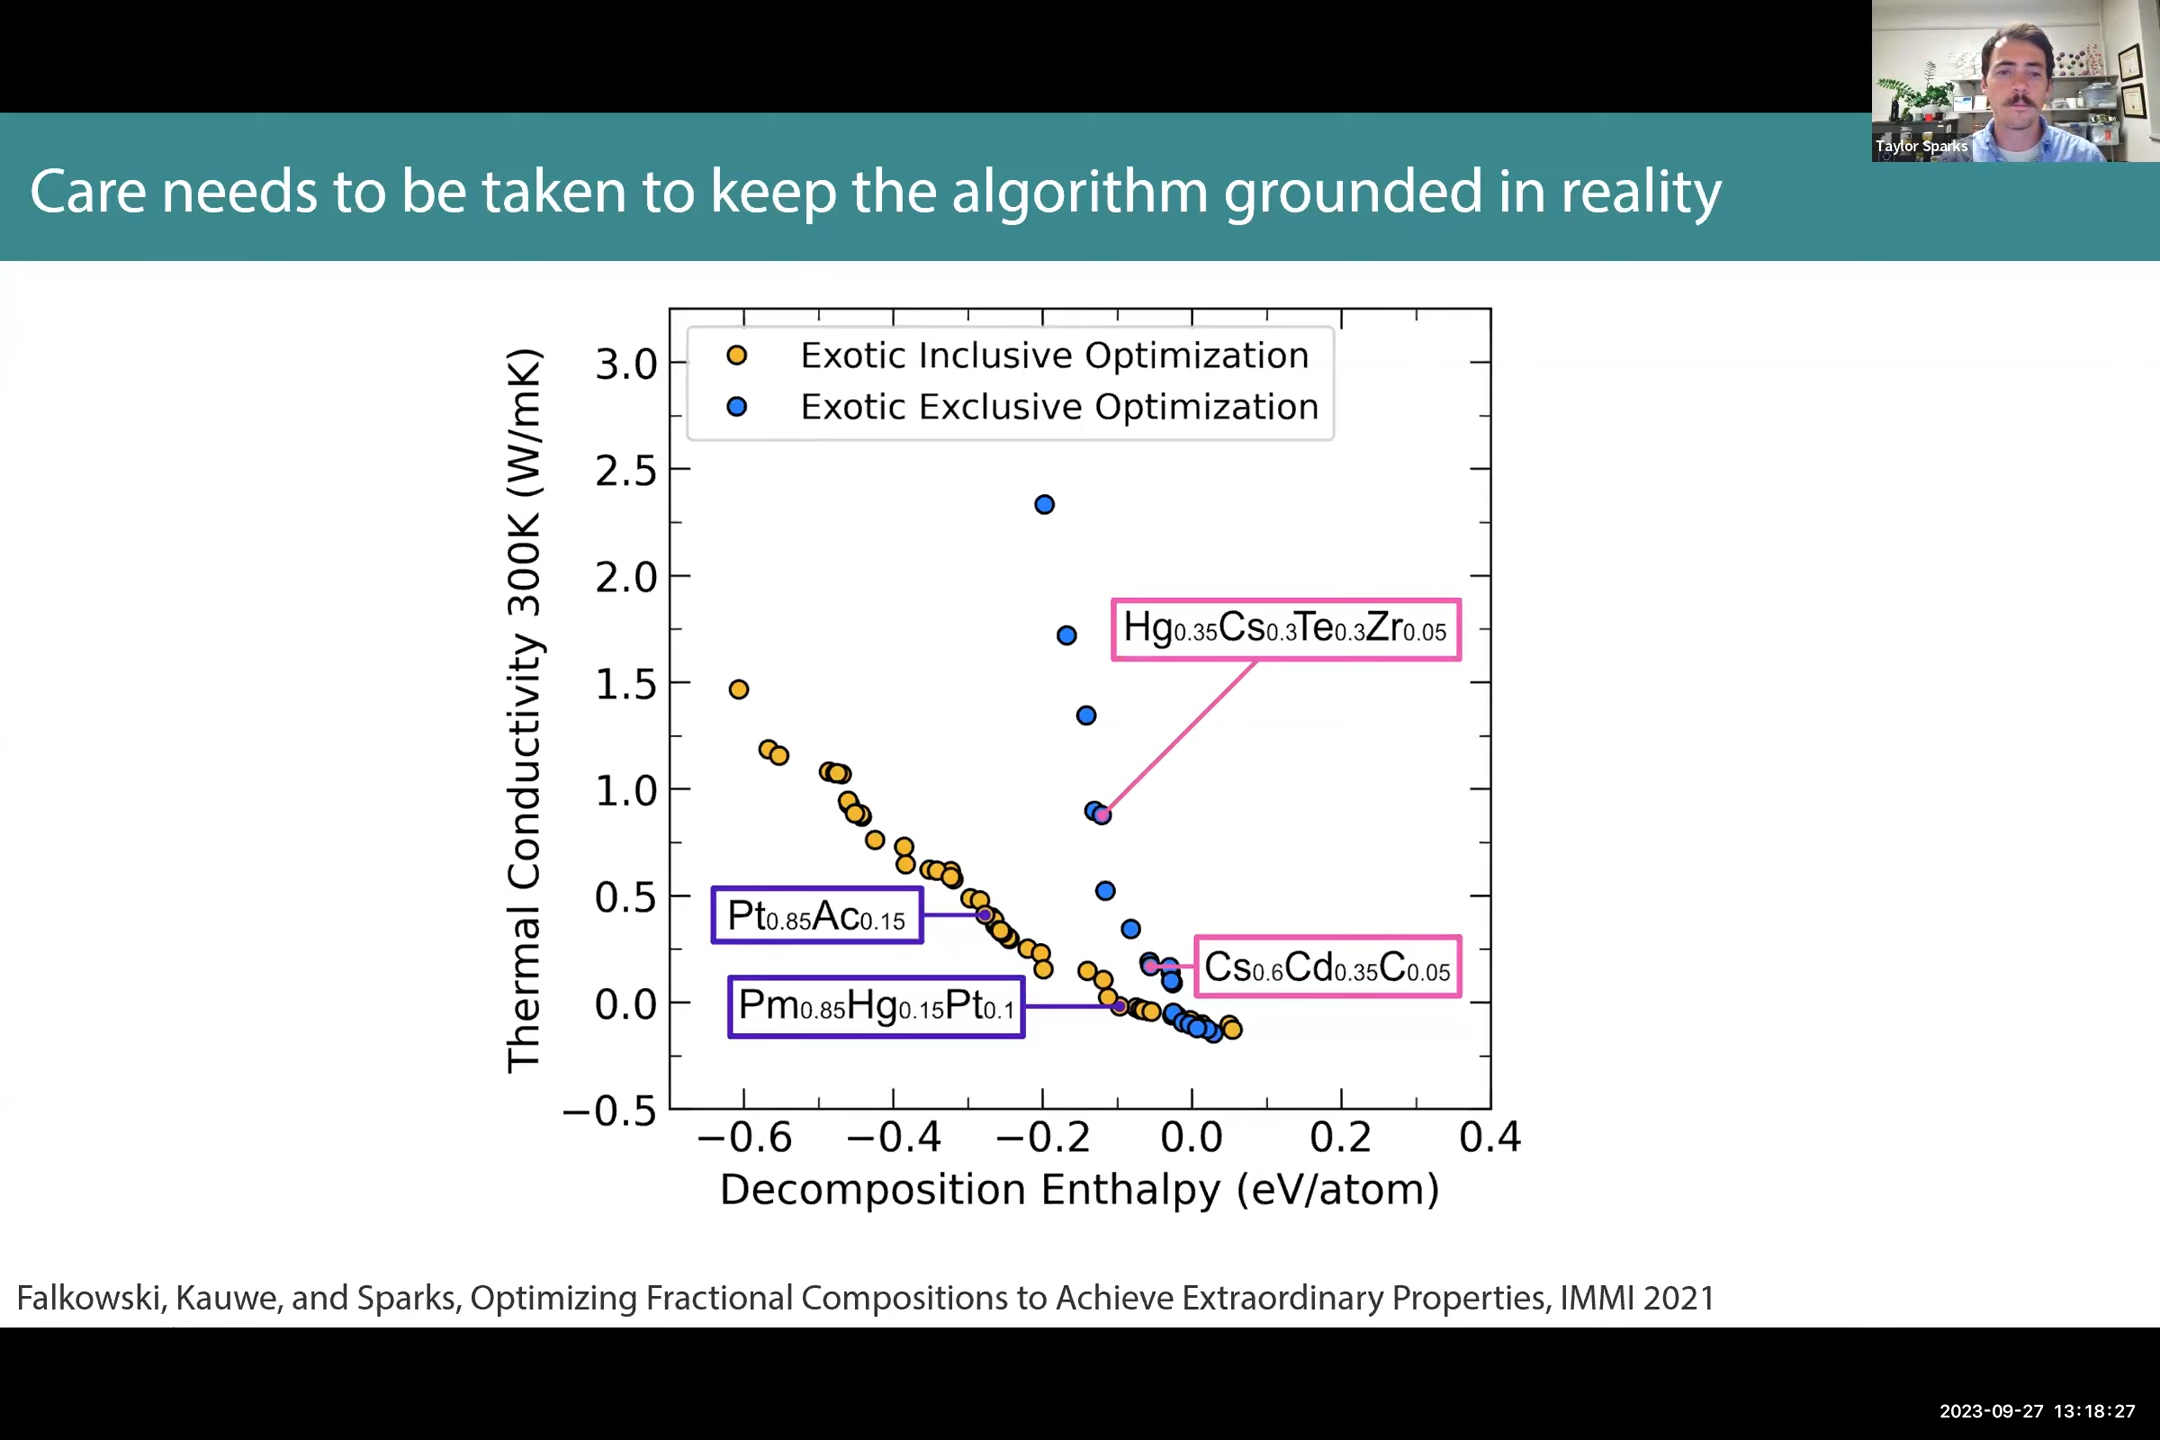 Taylor Sparks
Care needs to be taken to keep the algorithm grounded in reality
Exotic Inclusive Optimization
Exotic Exclusive Optimization
Thermal Conductivity 300K (W/mK)
3.0
2.5
2.0
1.5
1.0
0.5
0.0
−0.5
Hg0.35Cs0.3Te0.3Zr0.05
Pt0.85Ac0.15
Cs0.6Cd0.35C0.05
Pm0.85Hg0.15Pt0.1
−0.6 −0.4 −0.2 0.0 0.2 0.4
Decomposition Enthalpy (eV/atom)
Falkowski, Kauwe, and Sparks, Optimizing Fractional Compositions to Achieve Extraordinary Properties, IMMI 2021
2023-09-27 13:18:27